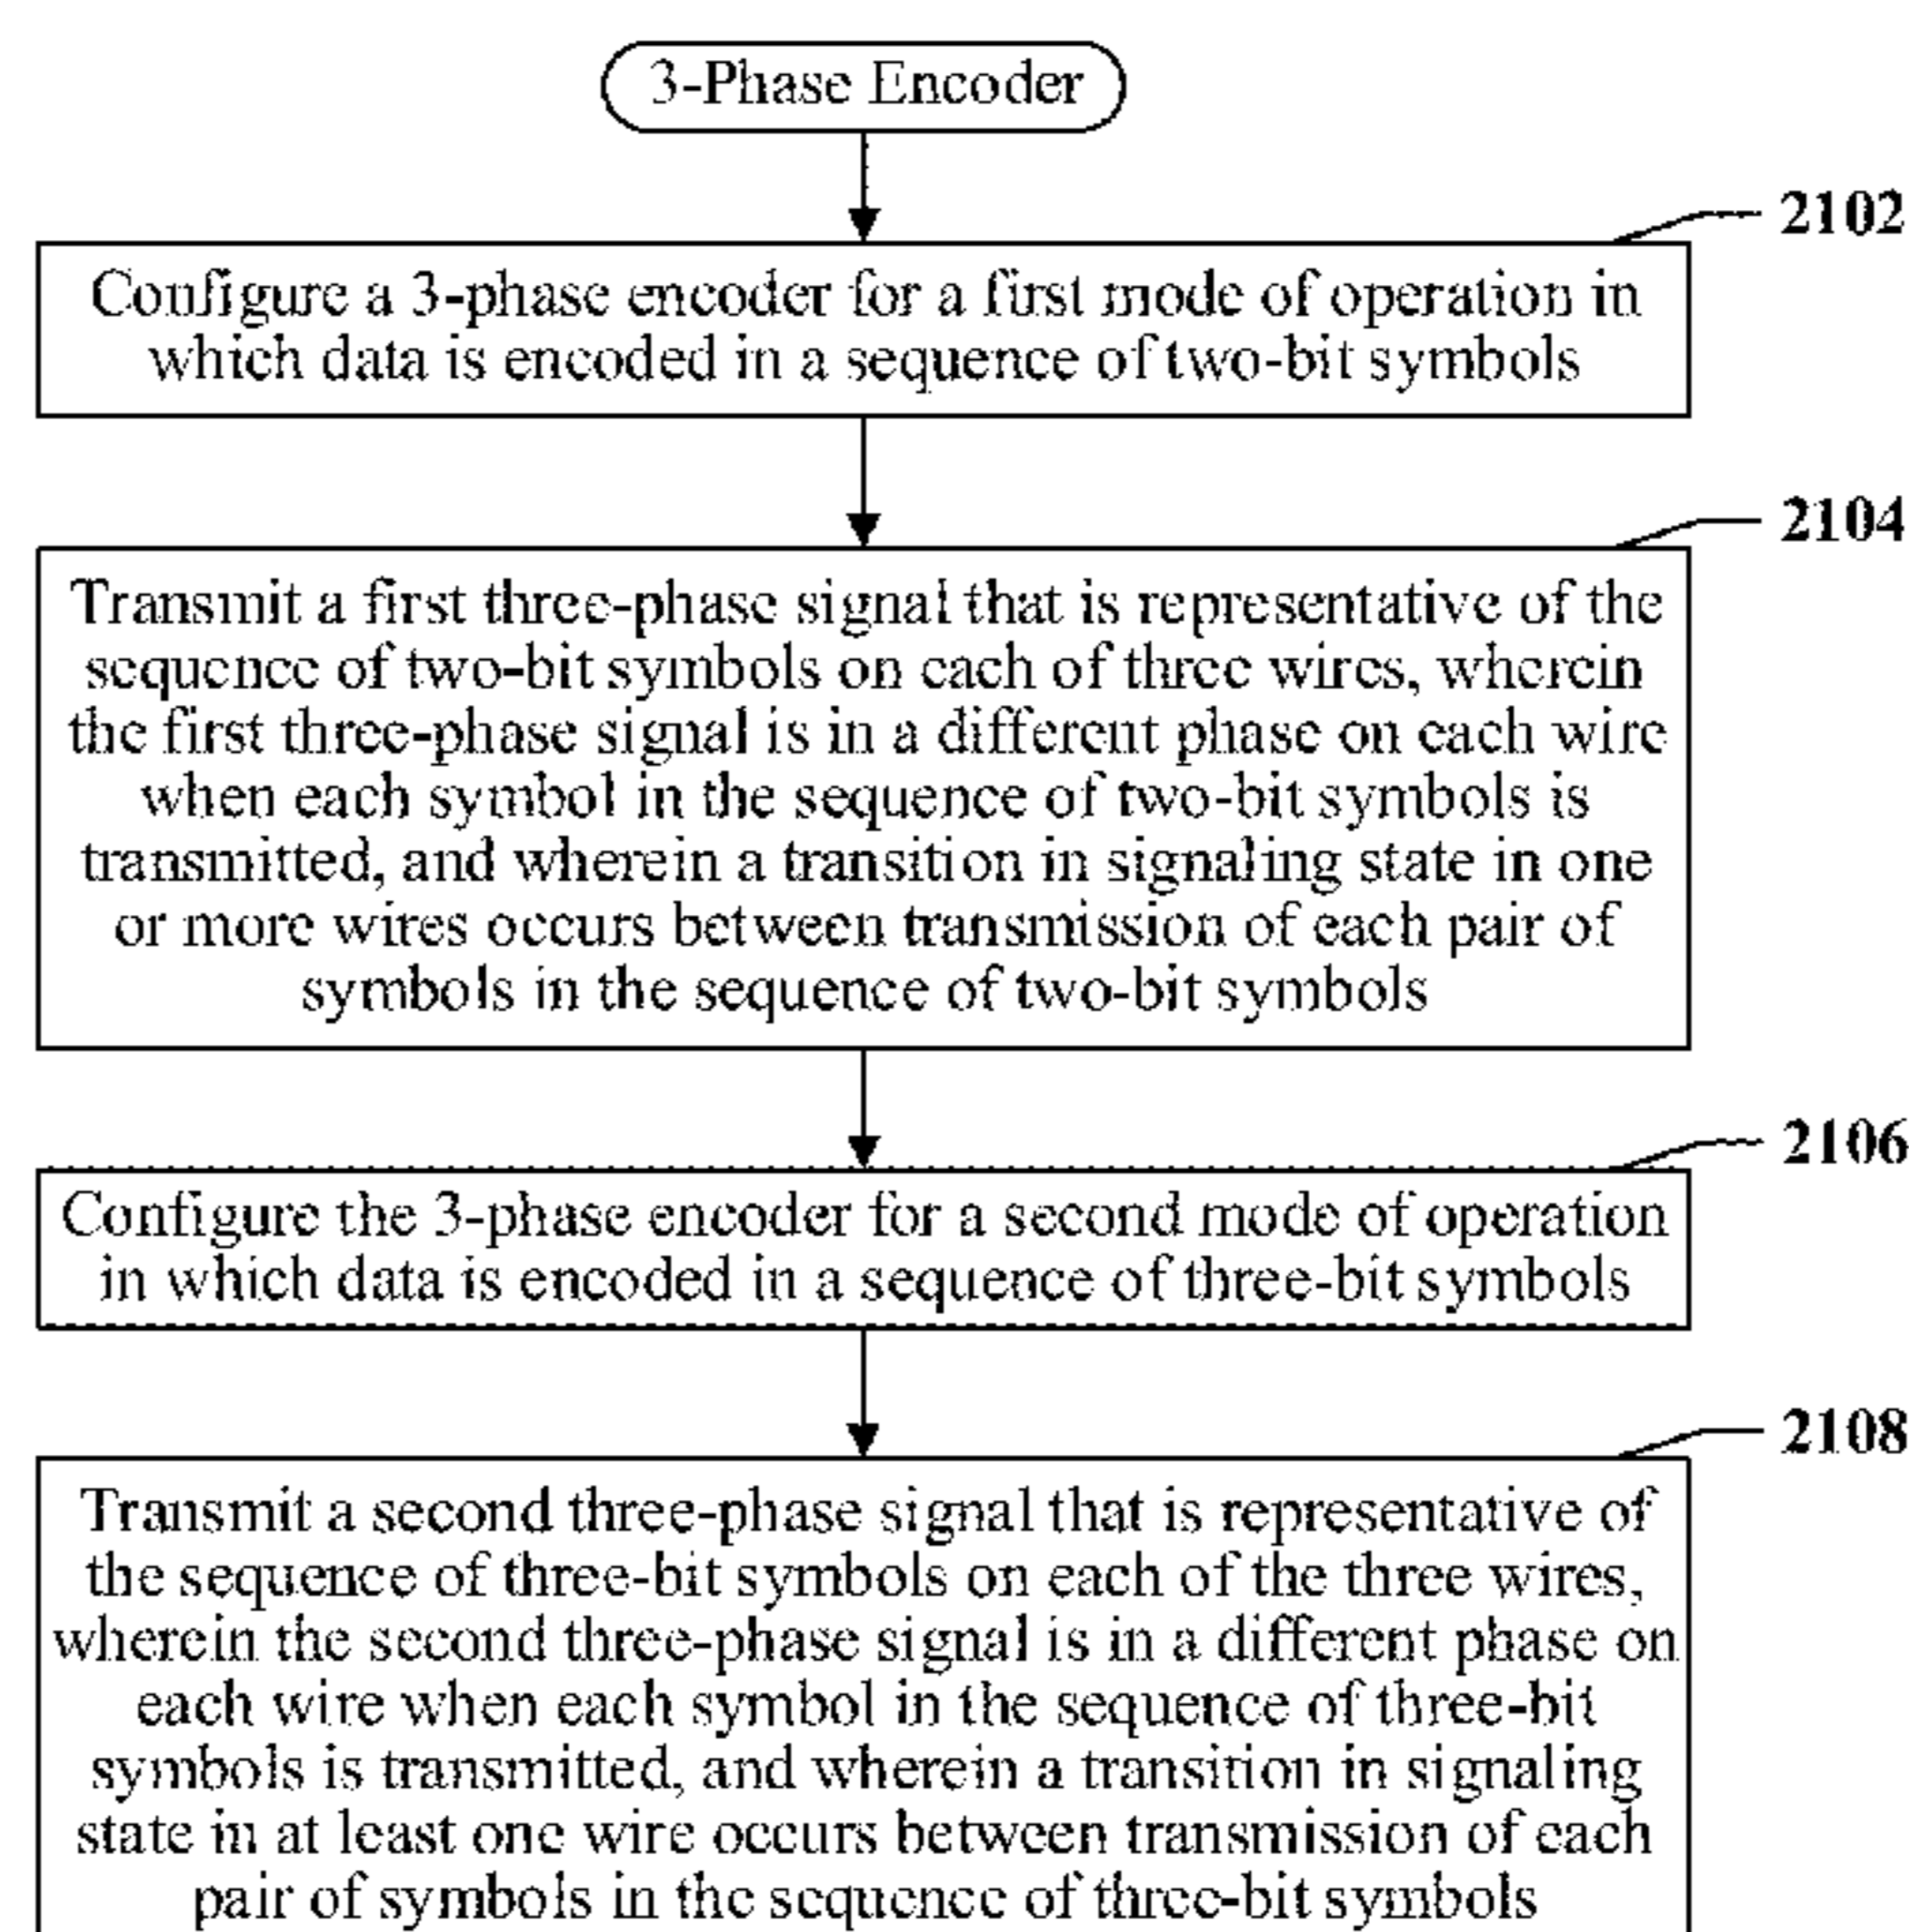 3-Phase Encoder
2102
Configure a 3-phase encoder for a first mode of operation in
which data is encoded in a sequence of two-bit symbols
2104
Transmit a first three-phase signal that is representative of the
sequence of two-bit symbols on each of three wires, wherein
the first three-phase signal is in a different phase on each wire
when each symbol in the sequence of two-bit symbols is
transmitted, and wherein a transition in signaling state in one
or more wires occurs between transmission of each pair of
symbols in the sequence of two-bit symbols
2106
Configure the 3-phase encoder for a second mode of operation
in which data is encoded in a sequence of three-bit symbols
2108
Transmit a second three-phase signal that is representative of
the sequence of three-bit symbols on each of the three wires,
wherein the second three-phase signal is in a different phase on
each wire when each symbol in the sequence of three-bit
symbols is transmitted, and wherein a transition in signaling
state in at least one wire occurs between transmission of each
pair of symbols in the sequence of three-bit symbols